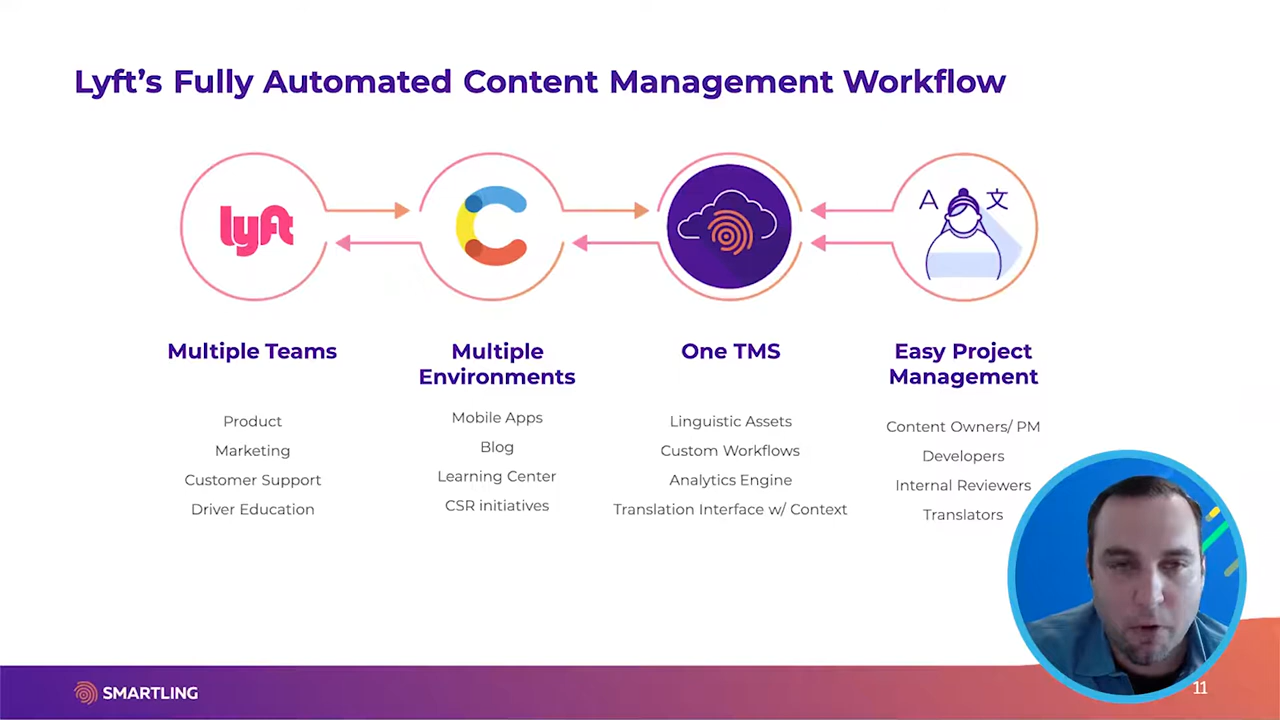 Lyft's Fully Automated Content Management Workflow
lyft
A 文
Multiple Teams
Product
Marketing
Customer Support
Driver Education
Multiple
Environments
Mobile Apps
Blog
Learning Center
CSR initiatives
One TMS
Linguistic Assets
Custom Workflows
Analytics Engine
Translation Interface w/ Context
Easy Project
Management
Content Owners/ PM
Developers
Internal Reviewers
Translators
SMARTLING
11